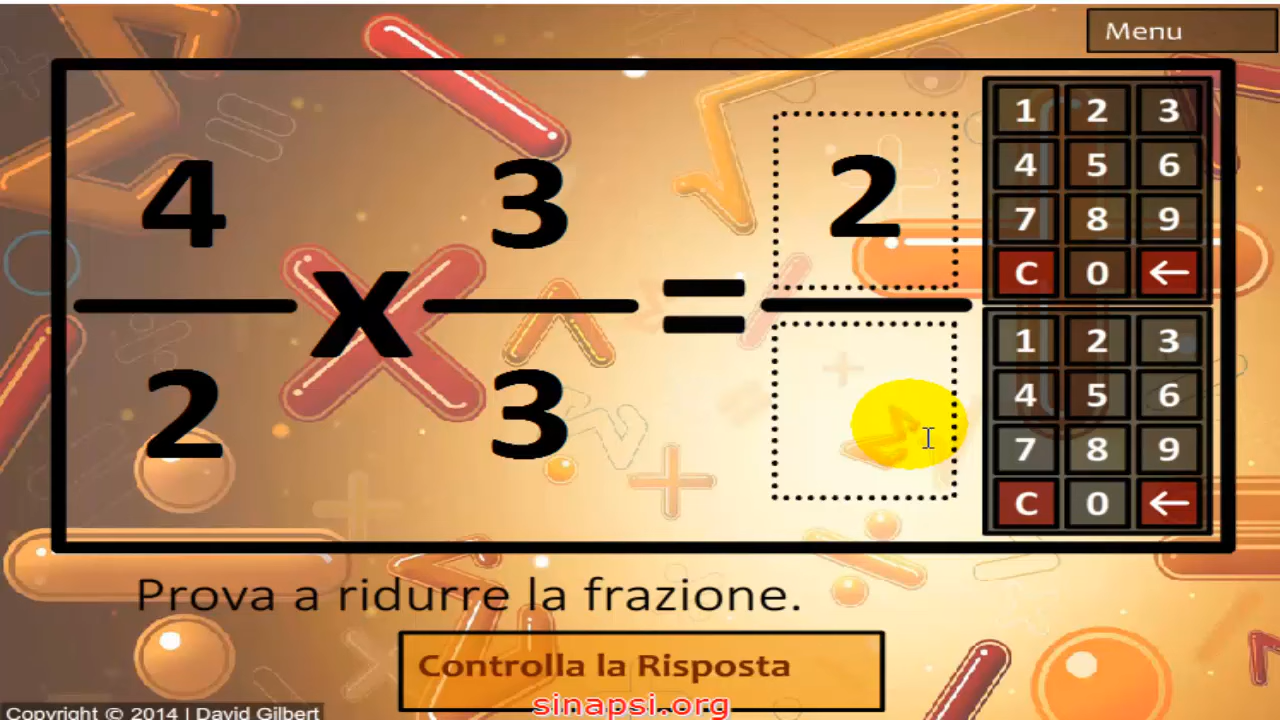 Menu
4 3 2
x =
2 3
1 2 3
4 5 6
7 8 9
C 0 ←
1 2 3
4 5 6
7 8 9
C 0 ←
Prova a ridurre la frazione.
Controlla la Risposta
sinapsi.org
Copyright © 2014 | David Gilbert